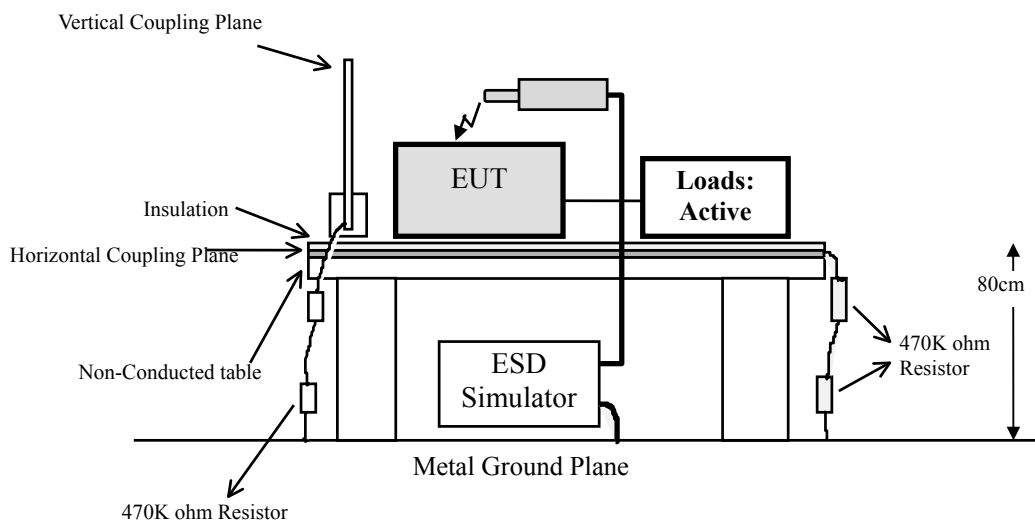 Vertical Coupling Plane
EUT
Loads:
Active
Insulation
Horizontal Coupling Plane
80cm
470K ohm
Resistor
Non-Conducted table
ESD
Simulator
Metal Ground Plane
470K ohm Resistor